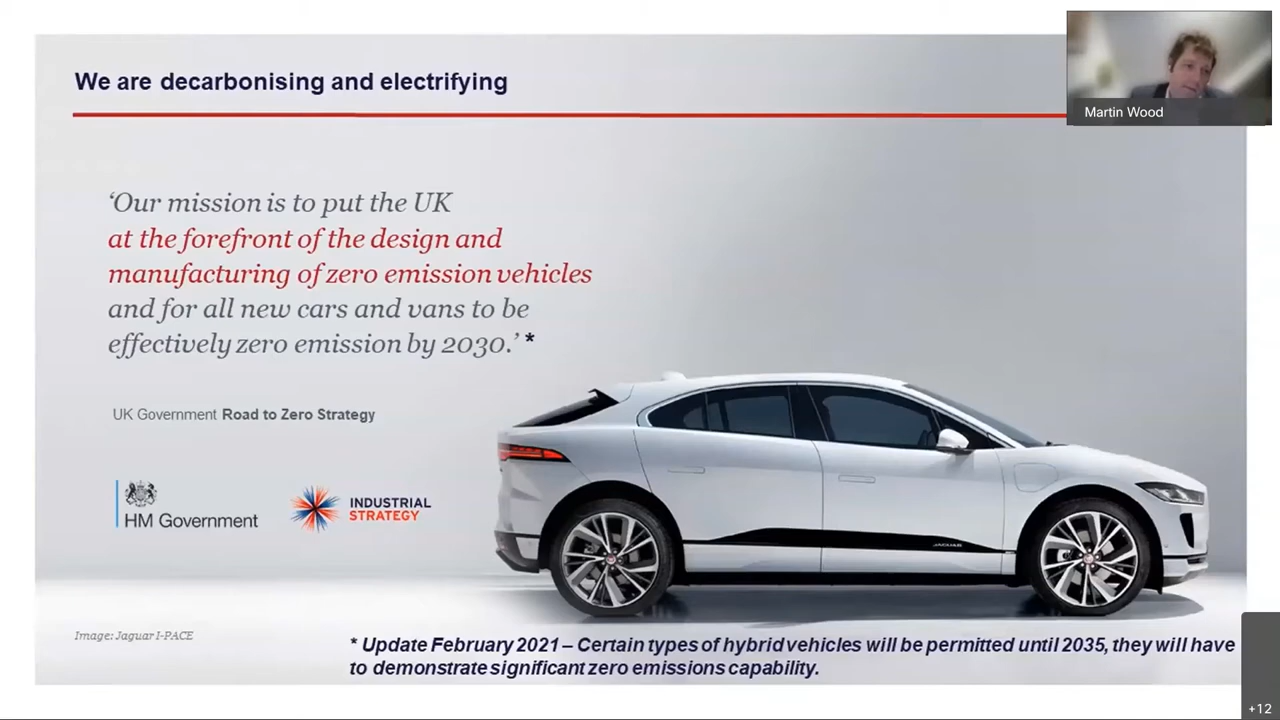 We are decarbonising and electrifying
Martin Wood
‘Our mission is to put the UK
at the forefront of the design and
manufacturing of zero emission vehicles
and for all new cars and vans to be
effectively zero emission by 2030.’ *
UK Government Road to Zero Strategy
HM Government
INDUSTRIAL
STRATEGY
JAGUAR
Image: Jaguar I-PACE
* Update February 2021 – Certain types of hybrid vehicles will be permitted until 2035, they will have
to demonstrate significant zero emissions capability.
+12